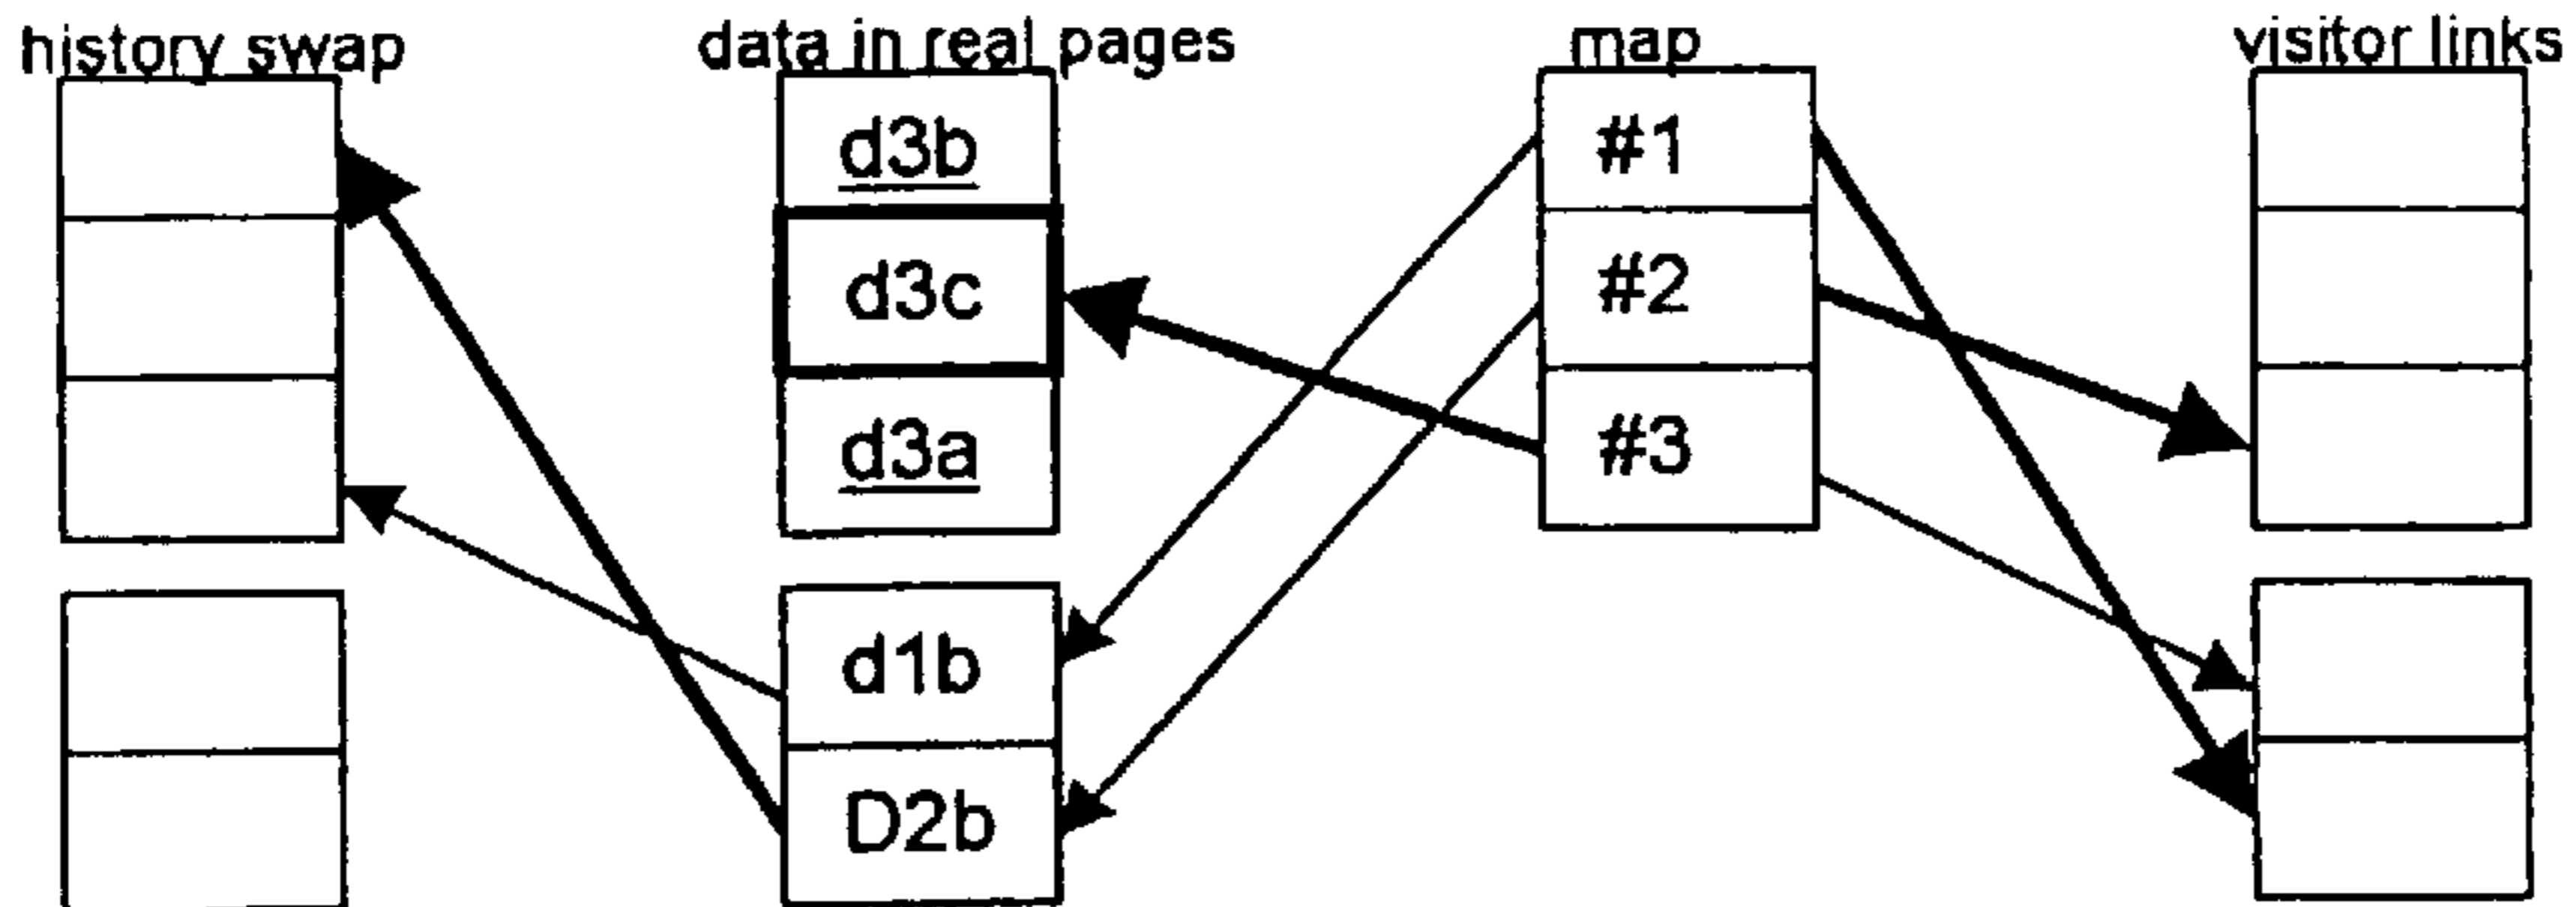 history swap
data in real pages
map
visitor links
d3b
#1
d3c
#2
d3a
#3
d1b
D2b